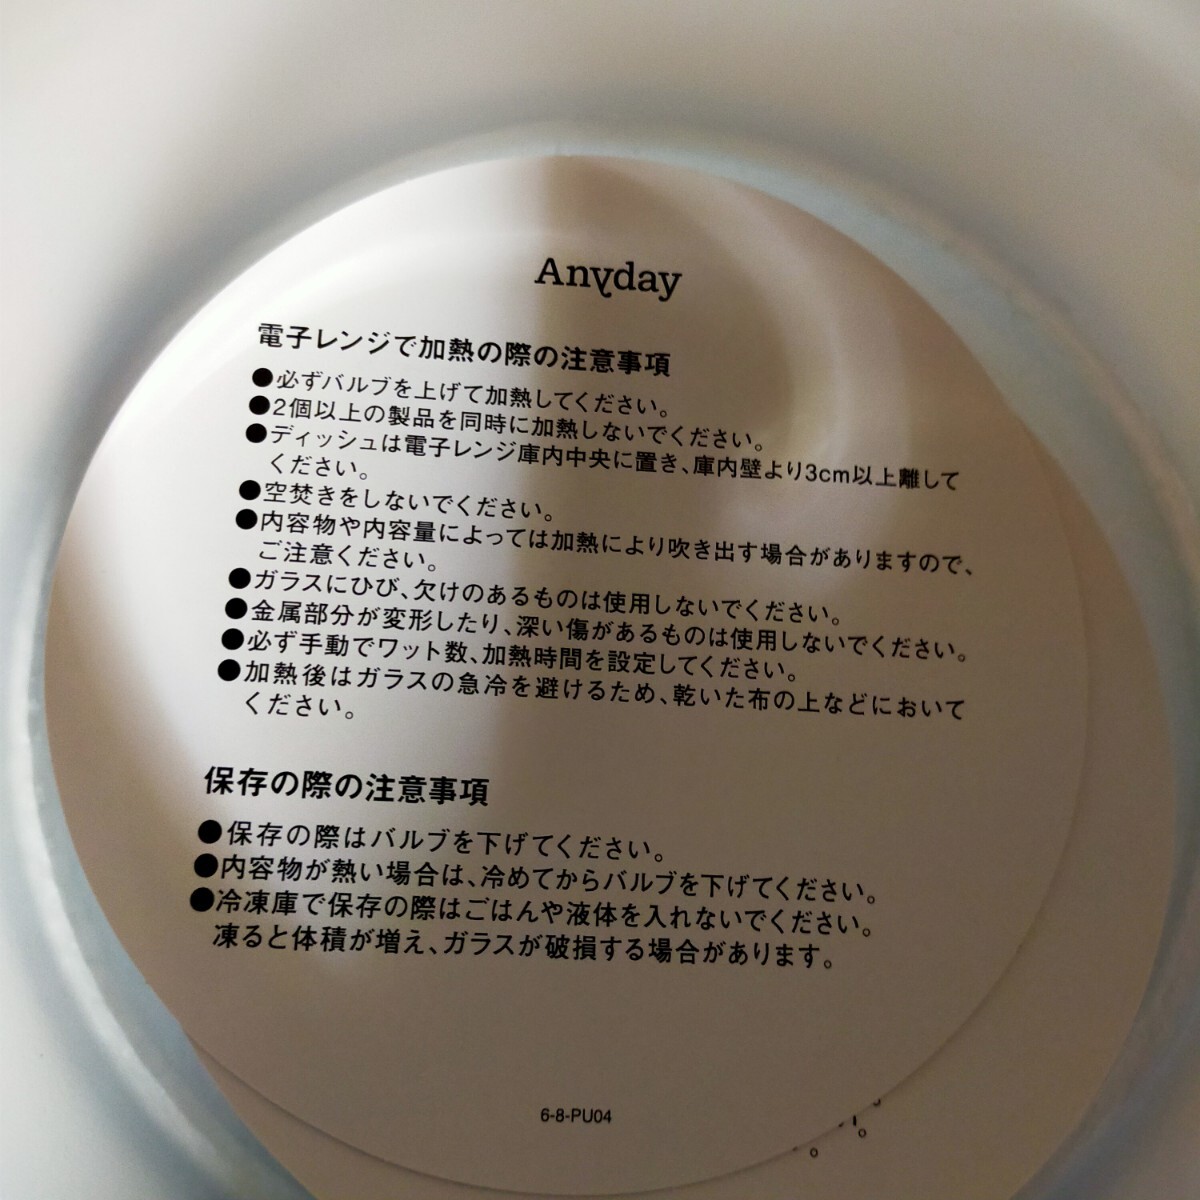 Anyday
電子レンジで加熱の際の注意事項
●必ずバルブを上げて加熱してください。
●2個以上の製品を同時に加熱しないでください。
●ディッシュは電子レンジ庫内中央に置き、庫内壁より3cm以上離して
ください。
●空焚きをしないでください。
●内容物や内容量によっては加熱により吹き出す場合がありますので、
ご注意ください。
●ガラスにひび、欠けのあるものは使用しないでください。
●金属部分が変形したり、深い傷があるものは使用しないでください。
●必ず手動でワット数、加熱時間を設定してください。
●加熱後はガラスの急冷を避けるため、乾いた布の上などにおいて
ください。
保存の際の注意事項
●保存の際はバルブを下げてください。
●内容物が熱い場合は、冷めてからバルブを下げてください。
●冷凍庫で保存の際はごはんや液体を入れないでください。
凍ると体積が増え、ガラスが破損する場合があります。
6-8-PU04